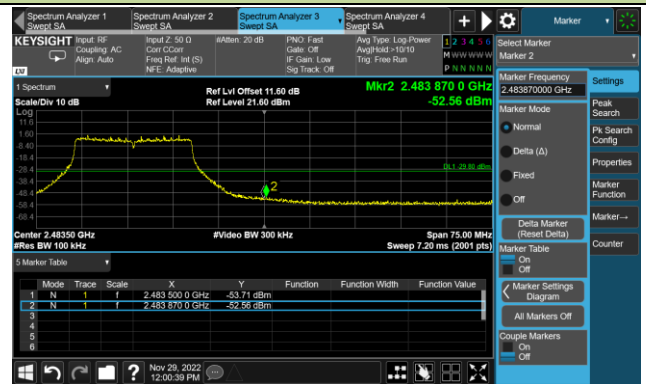 Spectrum Analyzer 1
Swept SA
Spectrum Analyzer 2
Swept SA
Spectrum Analyzer 3
Swept SA
Spectrum Analyzer 4
Swept SA
+
Marker
KEYSIGHT
Input: RF
Coupling: AC
Align: Auto
Input Z: 50 Ω
Corr CCorr
Freq Ref: Int (S)
NFE: Adaptive
#Atten: 20 dB
PNO: Fast
Gate: Off
IF Gain: Low
Sig Track: Off
Avg Type: Log-Power
Avg|Hold:>10/10
Trig: Free Run
1 2 3 4 5 6
M W W W W W
P N N N N N
LXI
1 Spectrum
Scale/Div 10 dB
Log
Ref Lvl Offset 11.60 dB
Ref Level 21.60 dBm
Mkr2 2.483 870 0 GHz
-52.56 dBm
11.6
1.60
-8.40
-18.4
-28.4
-38.4
-48.4
-58.4
-68.4
DL1 -29.80 dBm
2
Center 2.48350 GHz
#Video BW 300 kHz
Span 75.00 MHz
#Res BW 100 kHz
Sweep 7.20 ms (2001 pts)
5 Marker Table
Mode Trace Scale X Y Function Function Width Function Value
1 N 1 f 2.483 500 0 GHz -53.71 dBm
2 N 1 f 2.483 870 0 GHz -52.56 dBm
3
4
5
6
Nov 29, 2022
12:00:39 PM
?
Select Marker
Marker 2
Marker Frequency
2.483870000 GHz
Marker Mode
Normal
Delta (Δ)
Fixed
Off
Delta Marker
(Reset Delta)
Marker Table
On
Off
Marker Settings
Diagram
All Markers Off
Couple Markers
On
Off
Settings
Peak
Search
Pk Search
Config
Properties
Marker
Function
Marker→
Counter